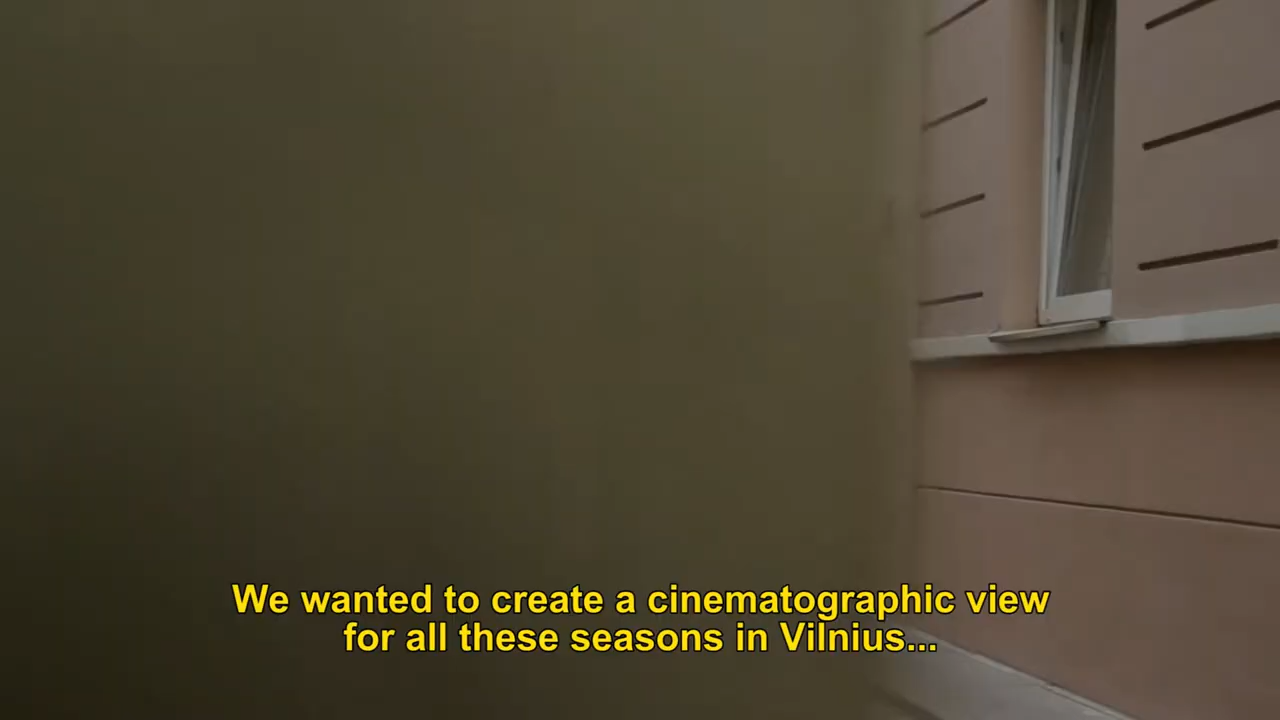 We wanted to create a cinematographic view
for all these seasons in Vilnius...